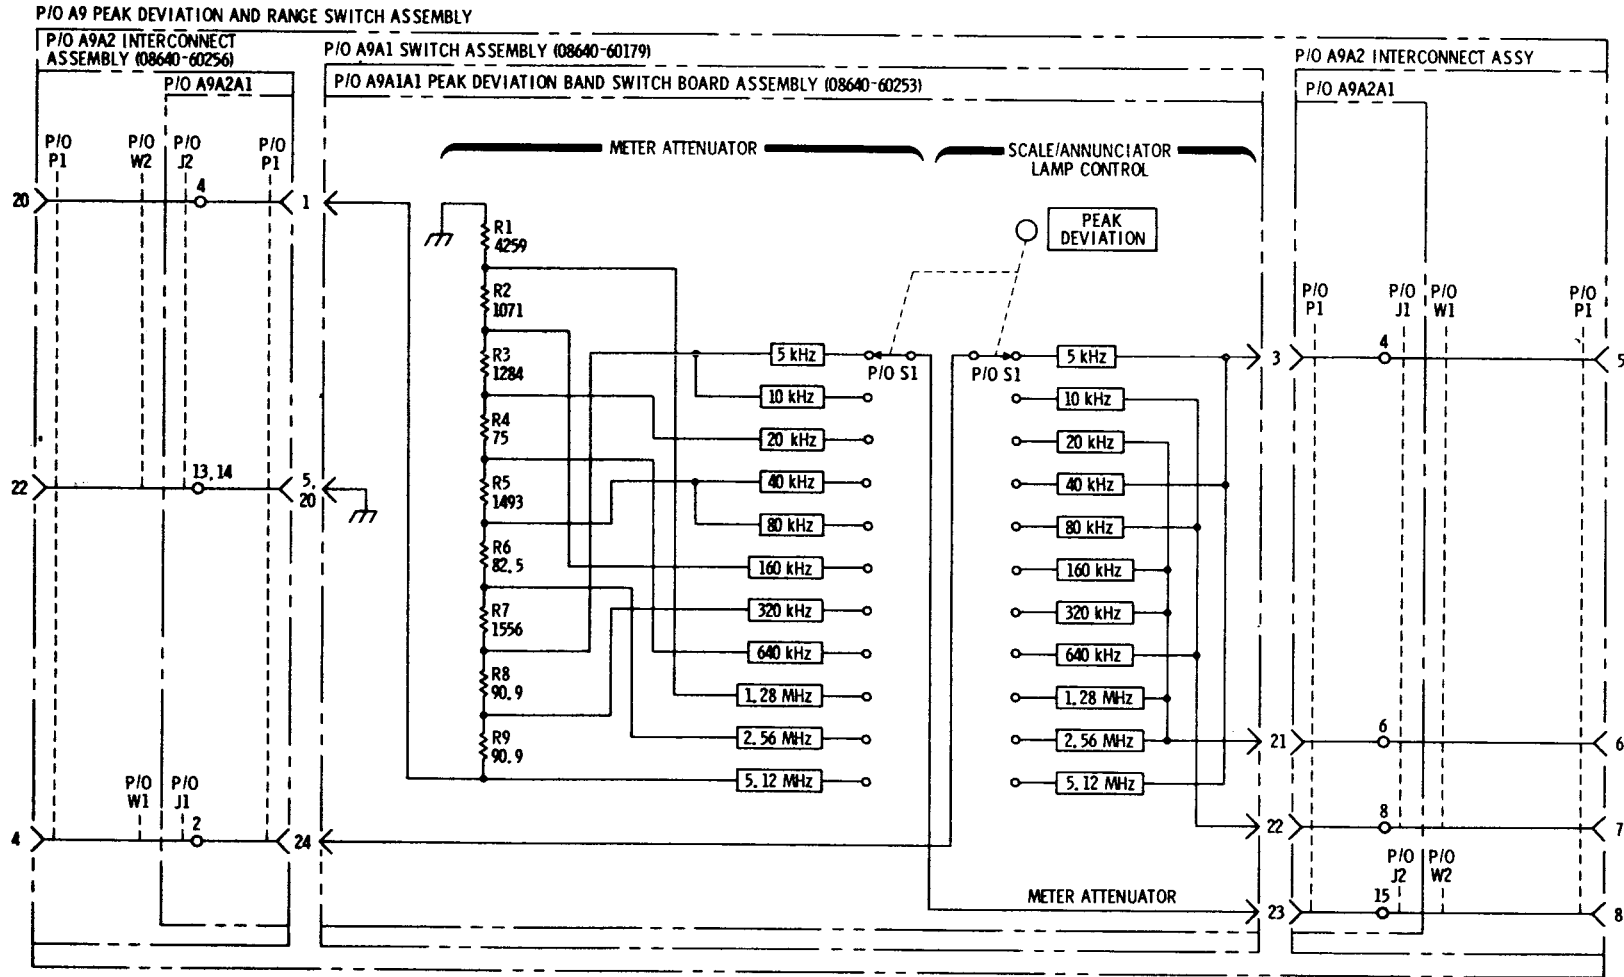 P/O A9 PEAK DEVIATION AND RANGE SWITCH ASSEMBLY
P/O A9A2 INTERCONNECT
ASSEMBLY (08640-60256)
P/O A9A2A1
P/O A9A1 SWITCH ASSEMBLY (08640-60179)
P/O A9A1A1 PEAK DEVIATION BAND SWITCH BOARD ASSEMBLY (08640-60253)
P/O A9A2 INTERCONNECT ASSY
P/O A9A2A1
P/O
P1
P/O
W2
P/O
J2
P/O
P1
20
4
1
22
13, 14
5,
20
P/O
W1
P/O
J1
4
2
24
METER ATTENUATOR
R1
4259
R2
1071
R3
1284
R4
75
R5
1493
R6
82.5
R7
1556
R8
90.9
R9
90.9
5 kHz
10 kHz
20 kHz
40 kHz
80 kHz
160 kHz
320 kHz
640 kHz
1.28 MHz
2.56 MHz
5.12 MHz
P/O S1
SCALE/ANNUNCIATOR
LAMP CONTROL
PEAK
DEVIATION
P/O S1
5 kHz
10 kHz
20 kHz
40 kHz
80 kHz
160 kHz
320 kHz
640 kHz
1.28 MHz
2.56 MHz
5.12 MHz
METER ATTENUATOR
P/O
P1
P/O
J1
P/O
W1
P/O
P1
3
4
5
21
6
6
22
8
7
P/O
J2
P/O
W2
23
15
8